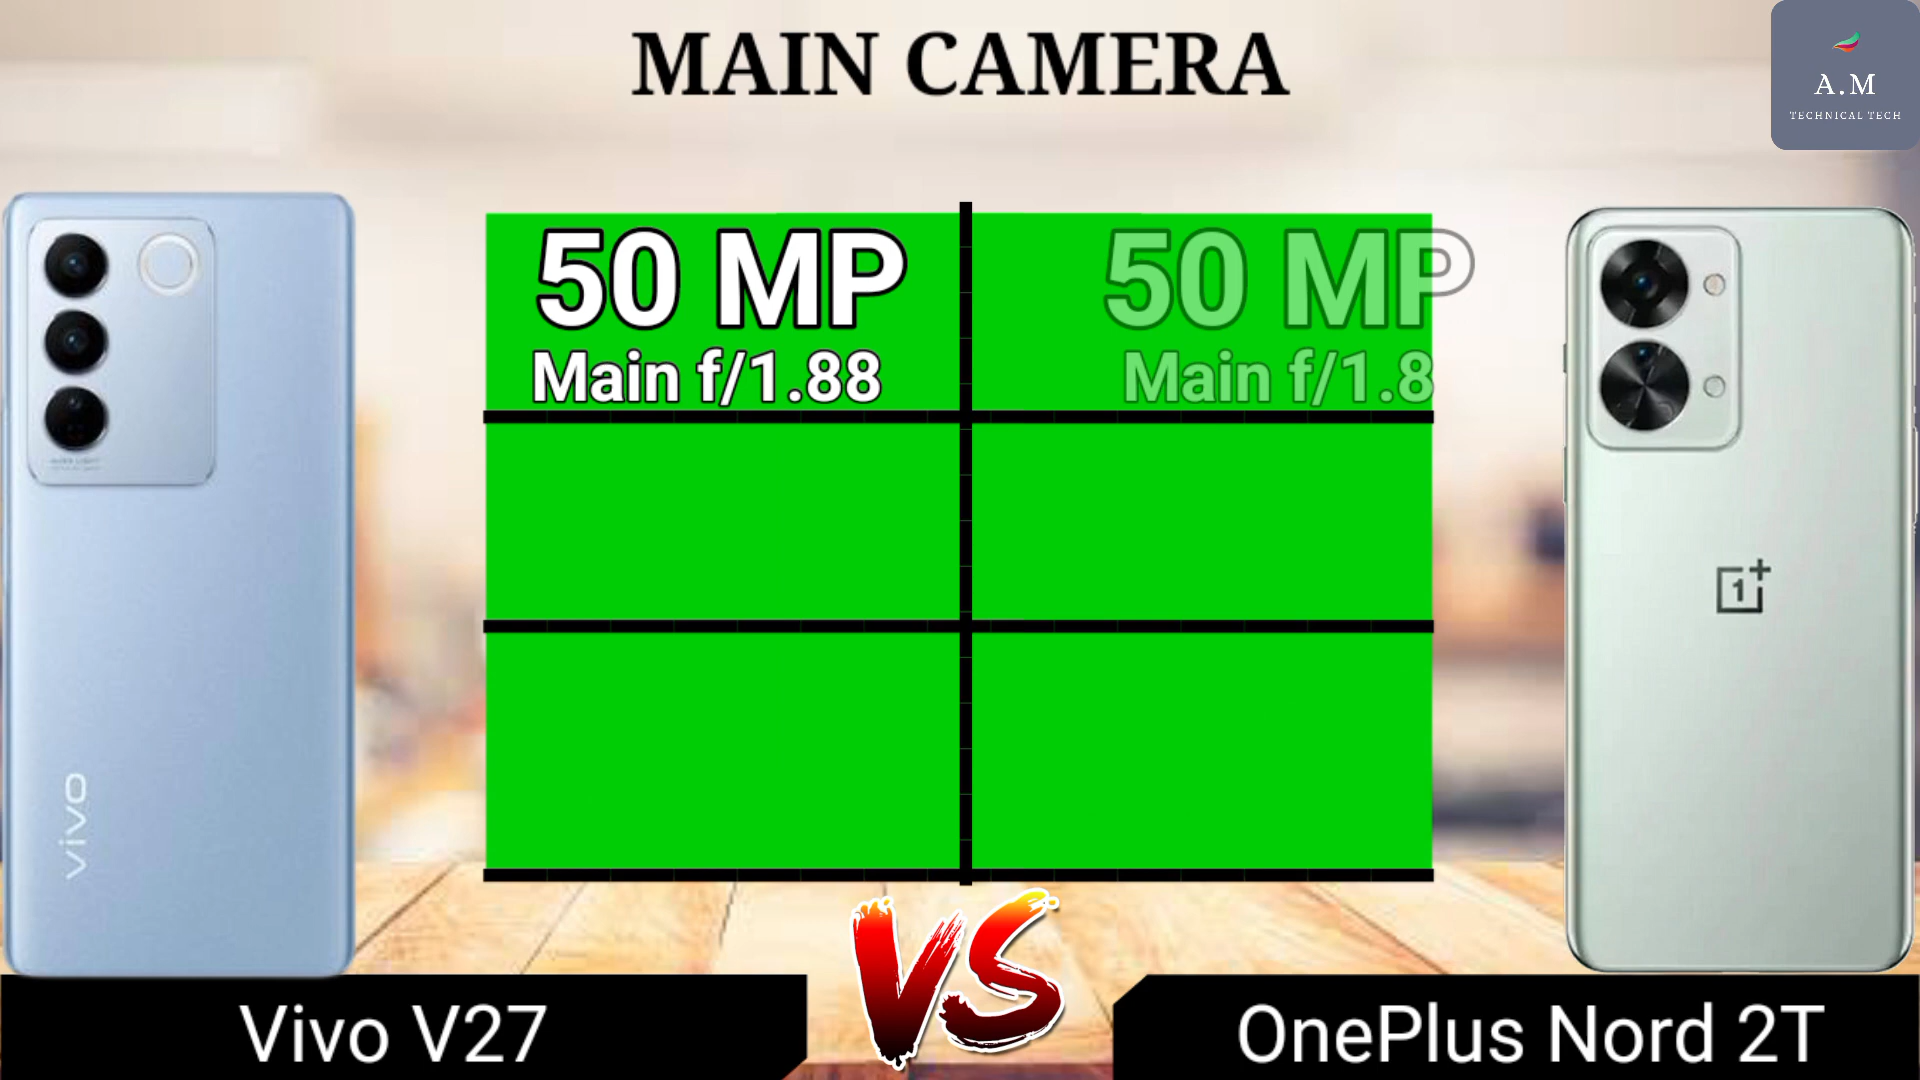 MAIN CAMERA
A.M
TECHNICAL TECH
50 MP
Main f/1.88
50 MP
Main f/1.8
vivo
Vivo V27
VS
OnePlus Nord 2T